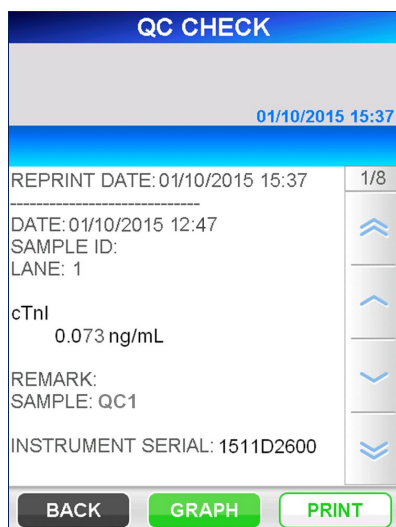 QC CHECK
01/10/2015 15:37
REPRINT DATE: 01/10/2015 15:37
1/8
-----------------------------
DATE: 01/10/2015 12:47
SAMPLE ID:
LANE: 1
cTnI
0.073 ng/mL
REMARK:
SAMPLE: QC1
INSTRUMENT SERIAL: 1511D2600
BACK
GRAPH
PRINT